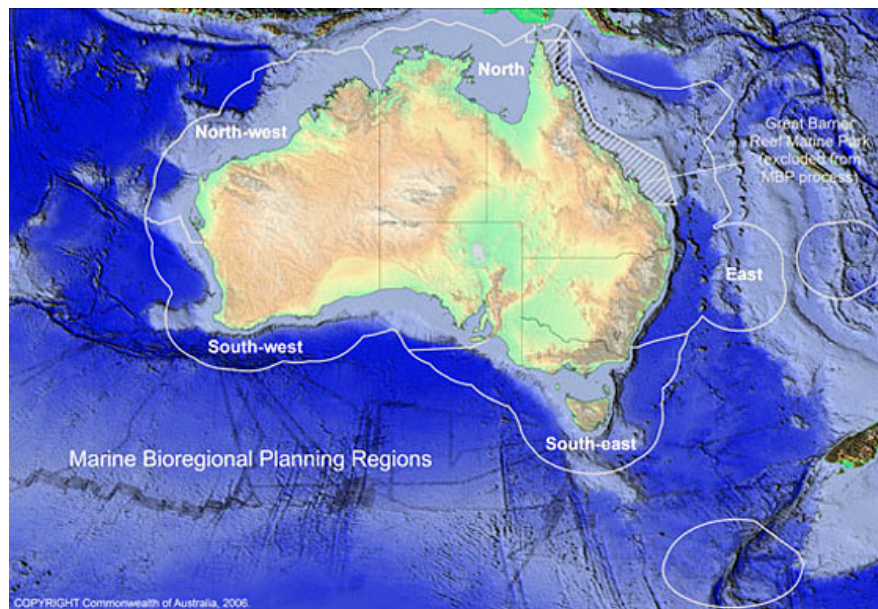 North
North-west
Great Barrier
Reef Marine Park
(excluded from
MBP process)
East
South-west
South-east
Marine Bioregional Planning Regions
COPYRIGHT Commonwealth of Australia, 2006.